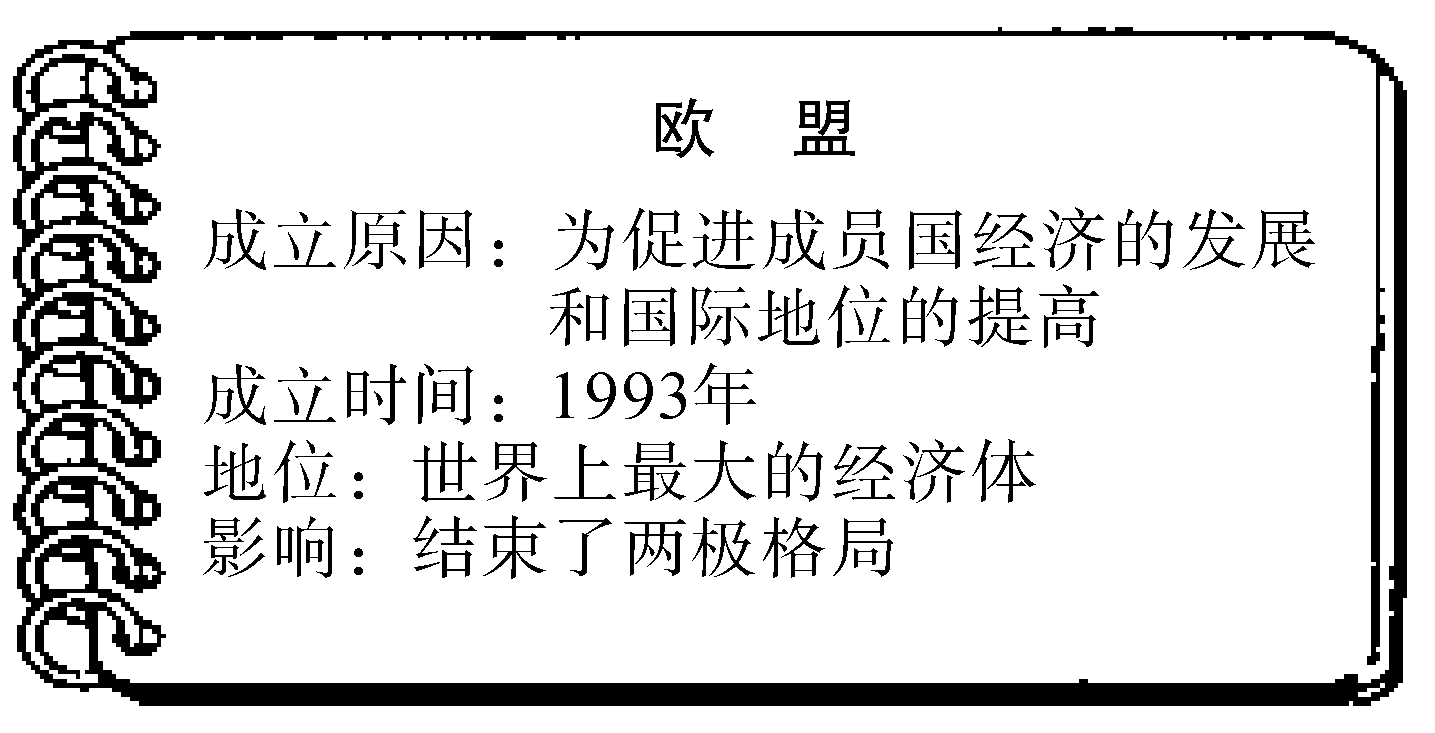 欧 盟
成立原因：为促进成员国经济的发展
和国际地位的提高
成立时间：1993年
地位：世界上最大的经济体
影响：结束了两极格局